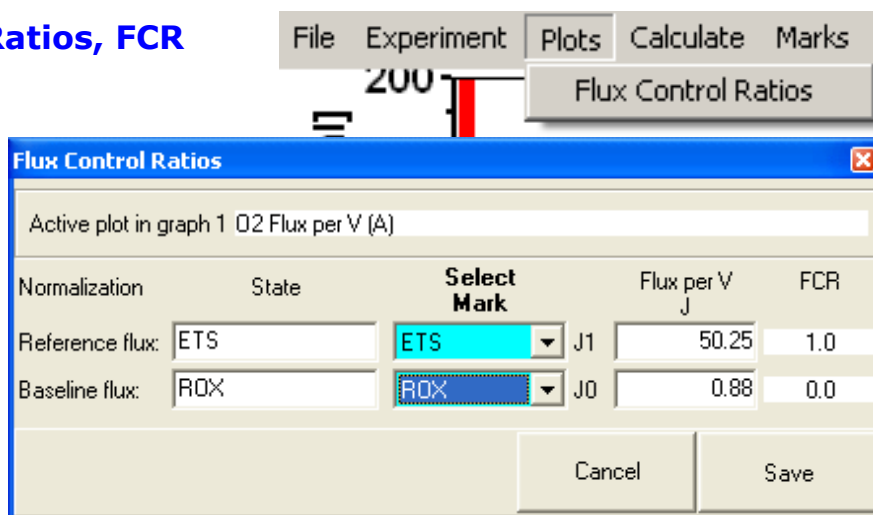 Ratios, FCR
File Experiment Plots Calculate Marks
200
Flux Control Ratios
Flux Control Ratios
Active plot in graph 1 O2 Flux per V (A)
Normalization State Select Mark Flux per V J FCR
Reference flux: ETS ETS J1 50.25 1.0
Baseline flux: ROX ROX J0 0.88 0.0
Cancel Save